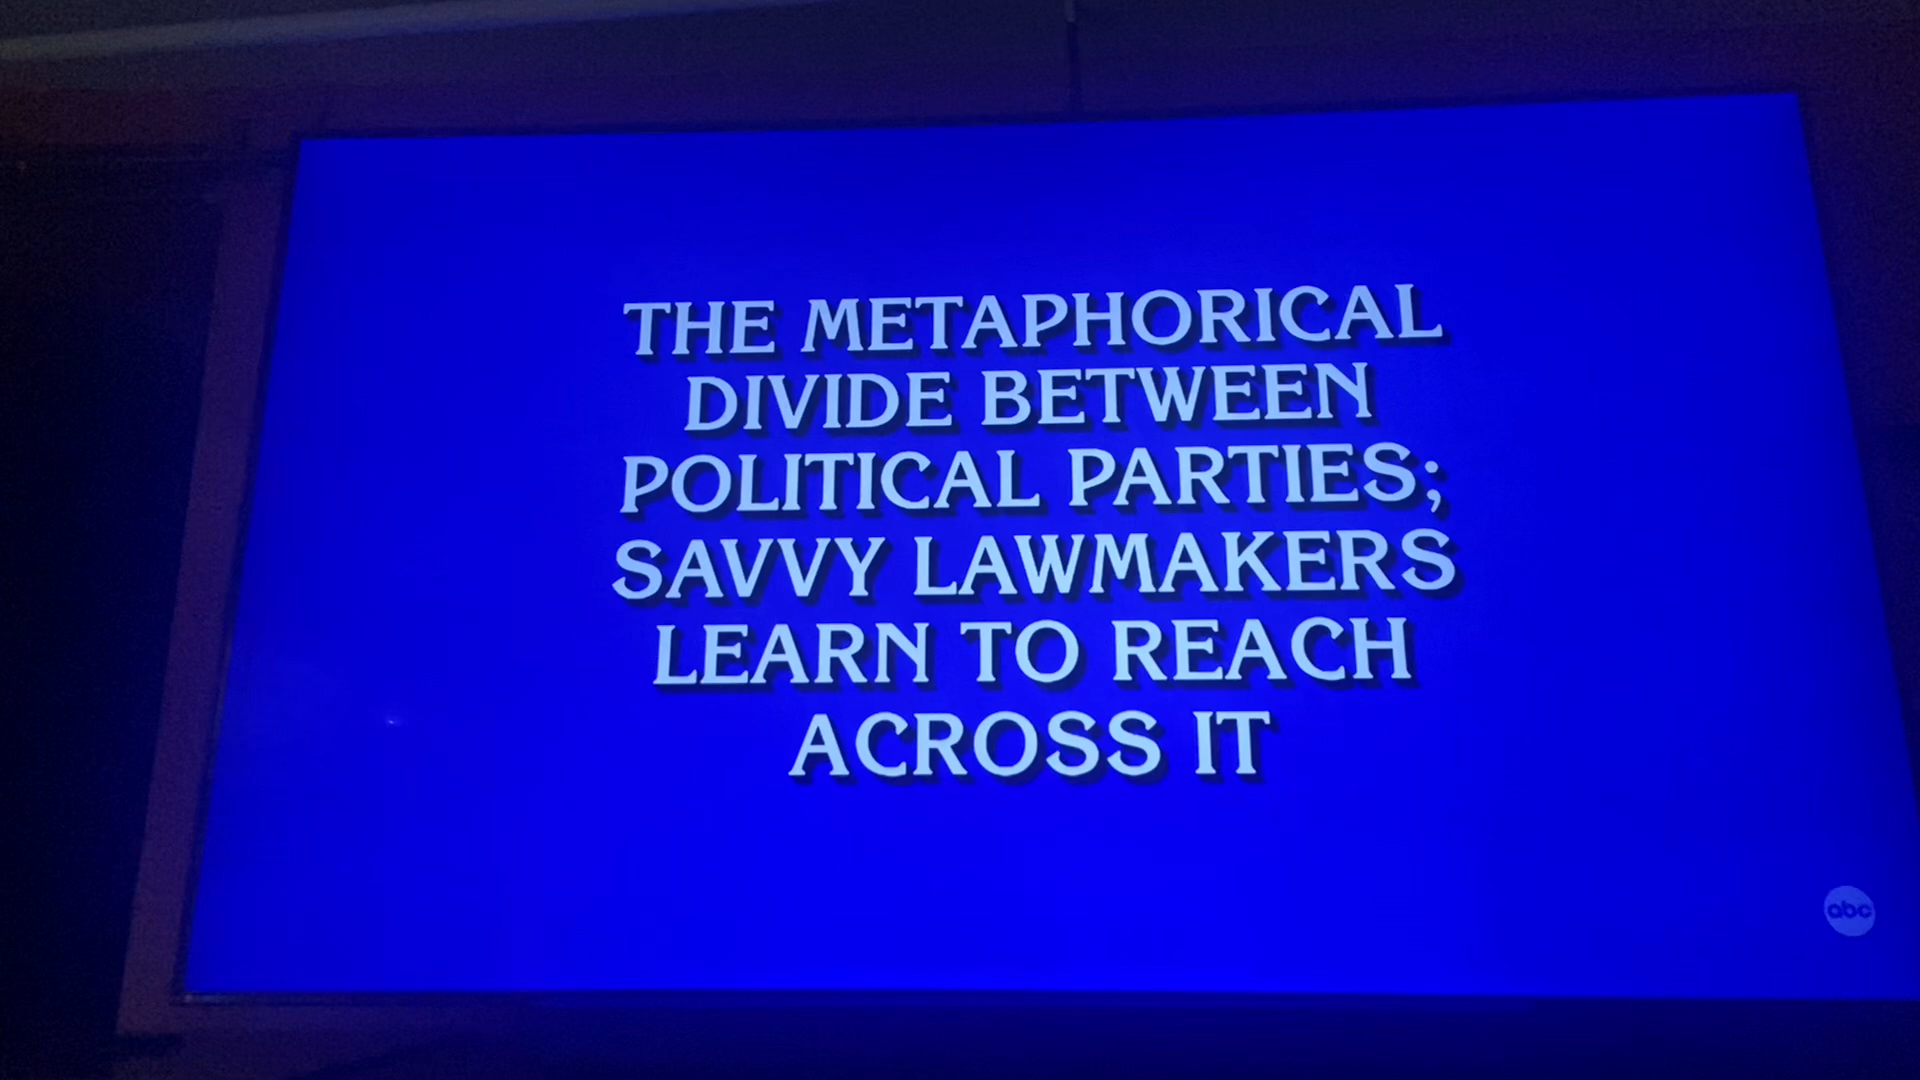 THE METAPHORICAL
DIVIDE BETWEEN
POLITICAL PARTIES;
SAVVY LAWMAKERS
LEARN TO REACH
ACROSS IT
abc